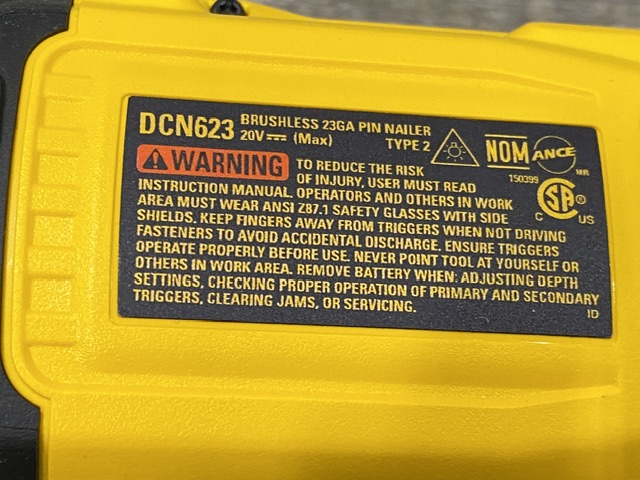 DCN623 BRUSHLESS 23GA PIN NAILER
20V (Max) TYPE 2
NOM ANCE MR
150399
WARNING TO REDUCE THE RISK
OF INJURY, USER MUST READ
INSTRUCTION MANUAL. OPERATORS AND OTHERS IN WORK
AREA MUST WEAR ANSI Z87.1 SAFETY GLASSES WITH SIDE
SHIELDS. KEEP FINGERS AWAY FROM TRIGGERS WHEN NOT DRIVING
FASTENERS TO AVOID ACCIDENTAL DISCHARGE. ENSURE TRIGGERS
OPERATE PROPERLY BEFORE USE. NEVER POINT TOOL AT YOURSELF OR
OTHERS IN WORK AREA. REMOVE BATTERY WHEN: ADJUSTING DEPTH
SETTINGS, CHECKING PROPER OPERATION OF PRIMARY AND SECONDARY
TRIGGERS, CLEARING JAMS, OR SERVICING.
C SA ® US
ID